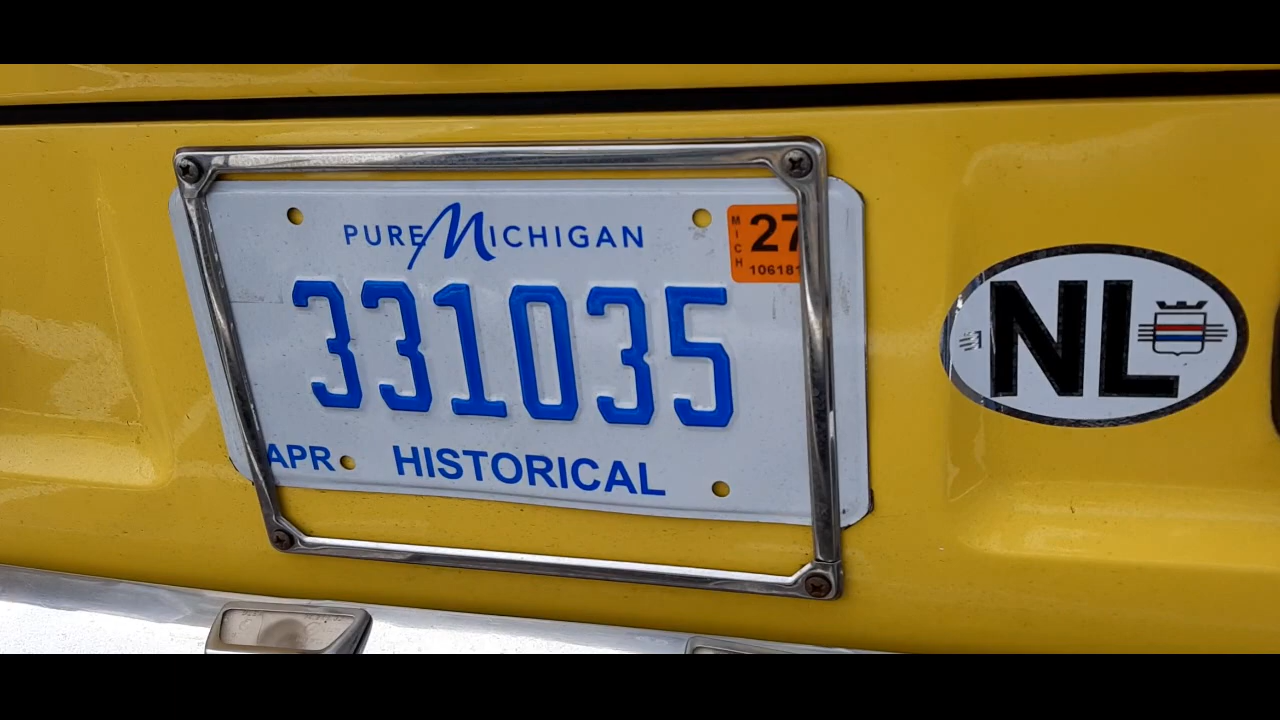 PURE MICHIGAN
MICH
27
106181
331035
APR
HISTORICAL
NL